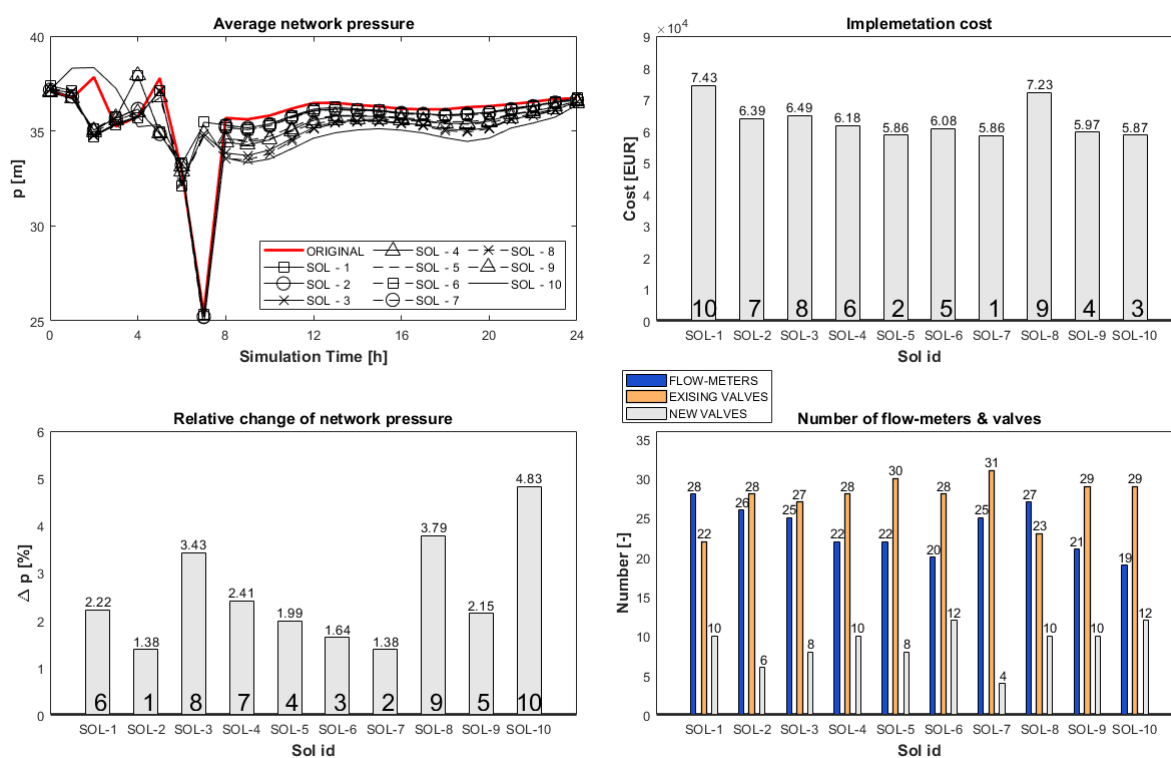 Average network pressure
40
35
30
25
p [m]
0
4
8
12
16
20
24
Simulation Time [h]
ORIGINAL
SOL - 1
SOL - 2
SOL - 3
SOL - 4
SOL - 5
SOL - 6
SOL - 7
SOL - 8
SOL - 9
SOL - 10
Implemetation cost
×10⁴
9
8
7
6
5
4
3
2
1
0
Cost [EUR]
7.43
6.39
6.49
6.18
5.86
6.08
5.86
7.23
5.97
5.87
10 7 8 6 2 5 1 9 4 3
SOL-1 SOL-2 SOL-3 SOL-4 SOL-5 SOL-6 SOL-7 SOL-8 SOL-9 SOL-10
Sol id
Relative change of network pressure
6
5
4
3
2
1
0
Δ p [%]
2.22
1.38
3.43
2.41
1.99
1.64
1.38
3.79
2.15
4.83
6 1 8 7 4 3 2 9 5 10
SOL-1 SOL-2 SOL-3 SOL-4 SOL-5 SOL-6 SOL-7 SOL-8 SOL-9 SOL-10
Sol id
FLOW-METERS
EXISING VALVES
NEW VALVES
Number of flow-meters & valves
35
30
25
20
15
10
5
0
Number [-]
28 22 10
26 28 6
25 27 8
22 28 10
22 30 8
20 28 12
25 31 4
27 23 10
21 29 10
19 29 12
SOL-1 SOL-2 SOL-3 SOL-4 SOL-5 SOL-6 SOL-7 SOL-8 SOL-9 SOL-10
Sol id